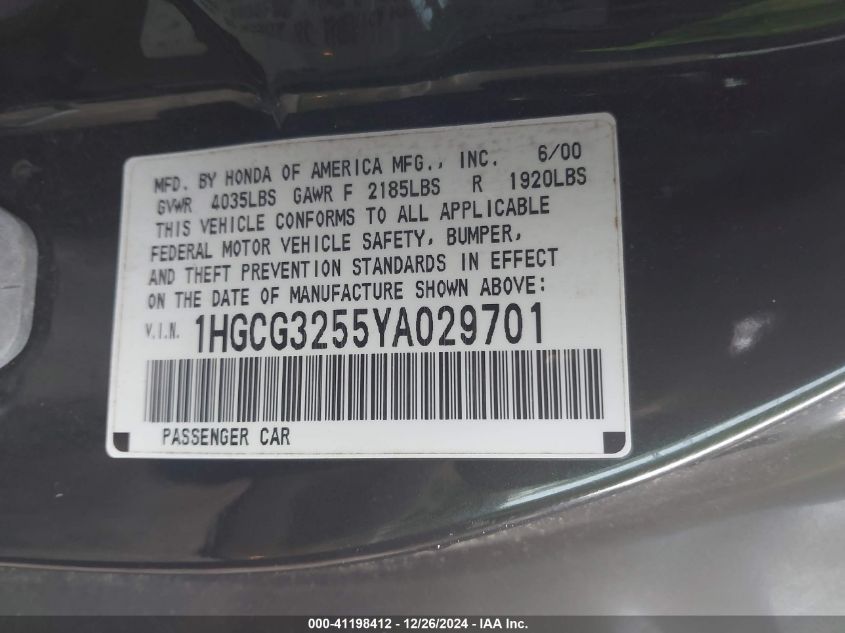 MFD. BY HONDA OF AMERICA MFG., INC. 6/00
GVWR 4035LBS GAWR F 2185LBS R 1920LBS
THIS VEHICLE CONFORMS TO ALL APPLICABLE
FEDERAL MOTOR VEHICLE SAFETY, BUMPER,
AND THEFT PREVENTION STANDARDS IN EFFECT
ON THE DATE OF MANUFACTURE SHOWN ABOVE:
V.I.N. 1HGCG3255YA029701
PASSENGER CAR
000-41198412 - 12/26/2024 - IAA Inc.